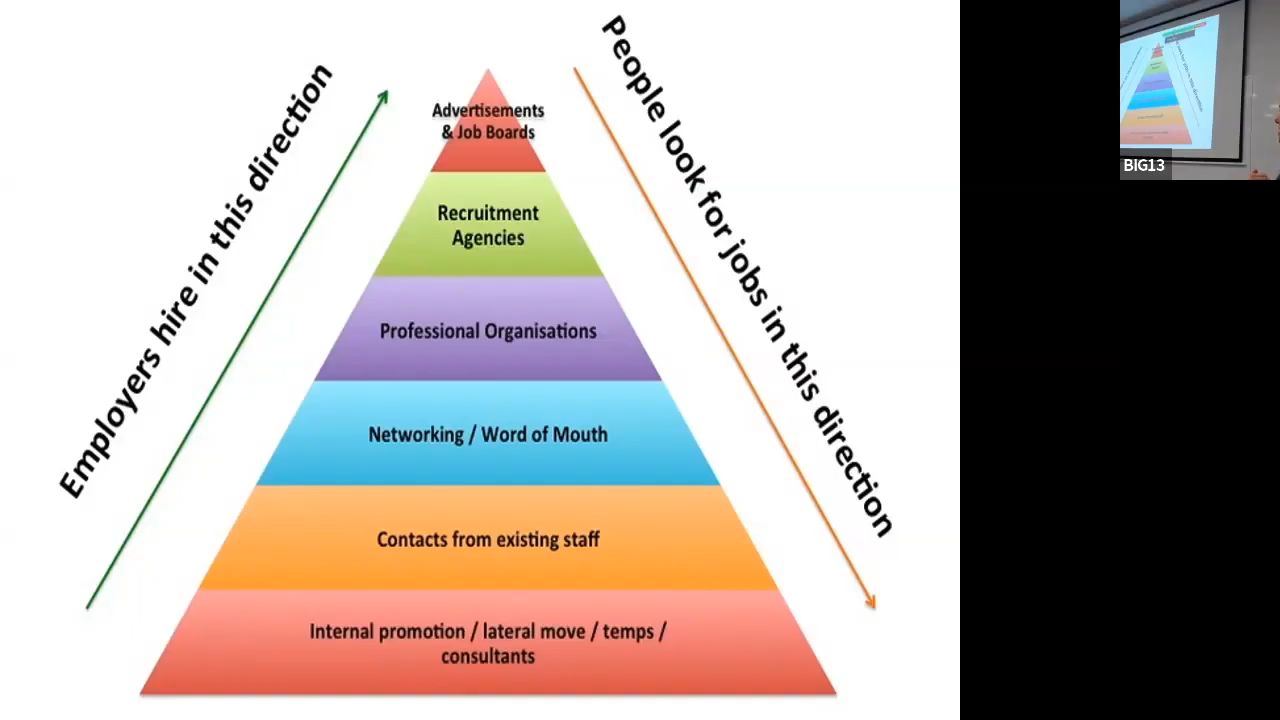 Employers hire in this direction
People look for jobs in this direction
Advertisements
& Job Boards
Recruitment
Agencies
Professional Organisations
Networking / Word of Mouth
Contacts from existing staff
Internal promotion / lateral move / temps /
consultants
BIG13